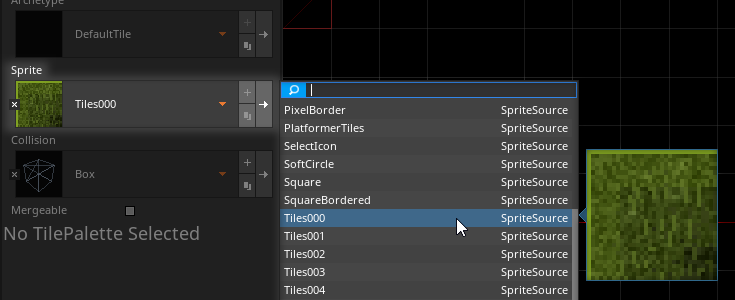 Archetype
DefaultTile
Sprite
Tiles000
Collision
Box
Mergeable
No TilePalette Selected
PixelBorder SpriteSource
PlatformerTiles SpriteSource
SelectIcon SpriteSource
SoftCircle SpriteSource
Square SpriteSource
SquareBordered SpriteSource
Tiles000 SpriteSource
Tiles001 SpriteSource
Tiles002 SpriteSource
Tiles003 SpriteSource
Tiles004 SpriteSource